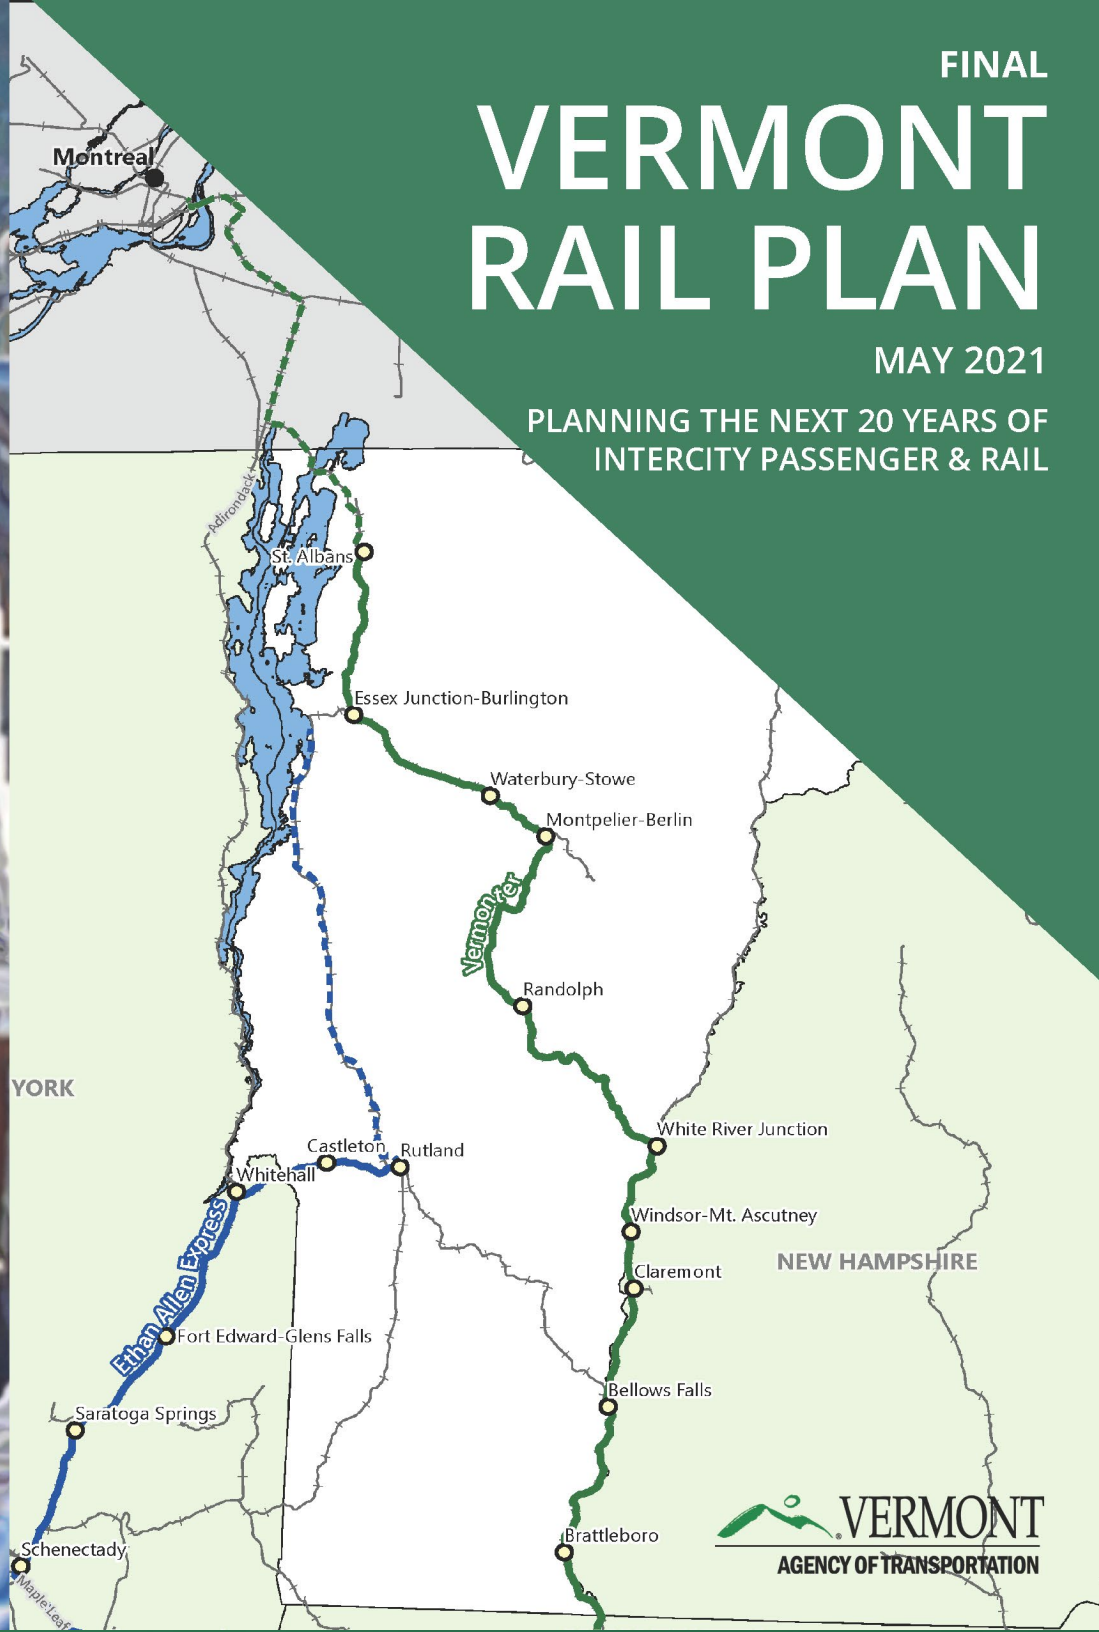 FINAL
VERMONT
RAIL PLAN
MAY 2021
PLANNING THE NEXT 20 YEARS OF
INTERCITY PASSENGER & RAIL
Montreal
Adirondack
St. Albans
Essex Junction-Burlington
Waterbury-Stowe
Montpelier-Berlin
Vermonter
Randolph
YORK
White River Junction
Castleton
Rutland
Whitehall
Windsor-Mt. Ascutney
NEW HAMPSHIRE
Claremont
Ethan Allen Express
Fort Edward-Glens Falls
Bellows Falls
Saratoga Springs
Brattleboro
Schenectady
Maple Leaf
VERMONT
AGENCY OF TRANSPORTATION